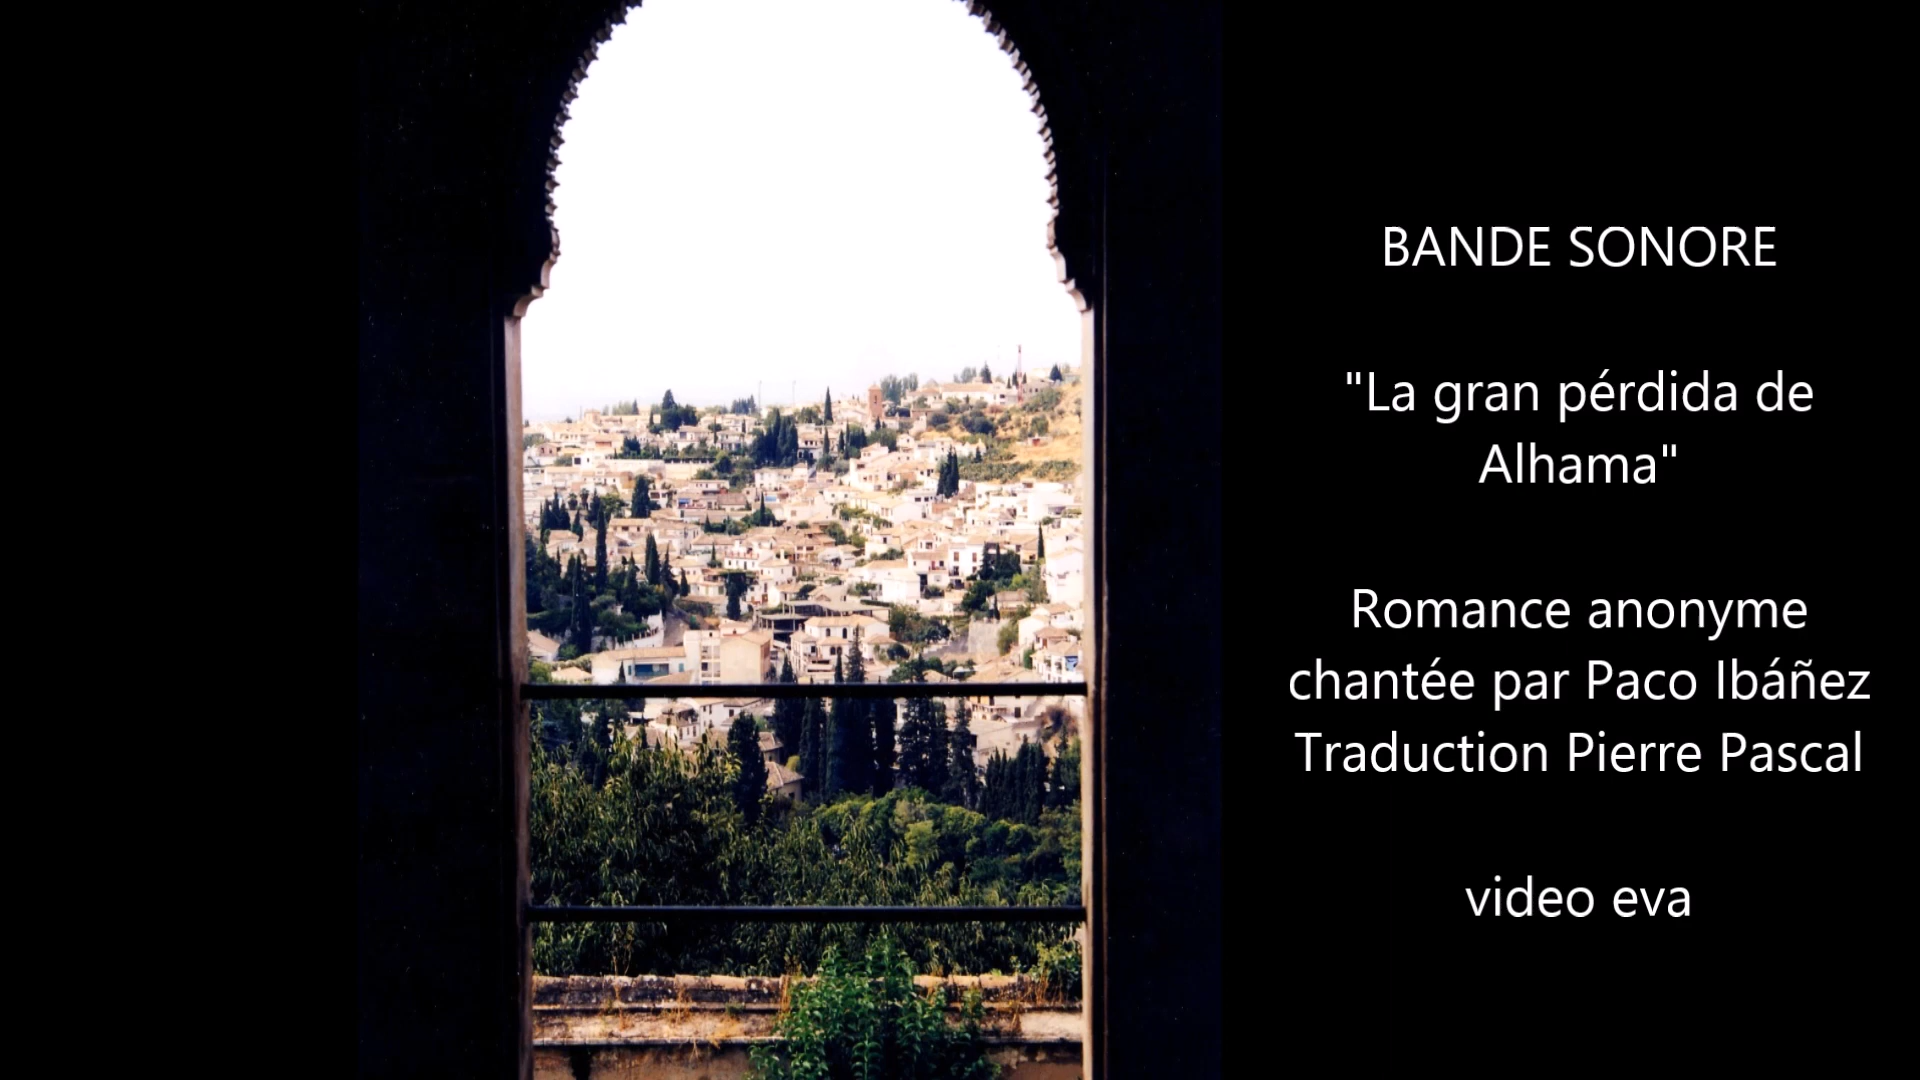 BANDE SONORE
"La gran pérdida de
Alhama"
Romance anonyme
chantée par Paco Ibáñez
Traduction Pierre Pascal
video eva